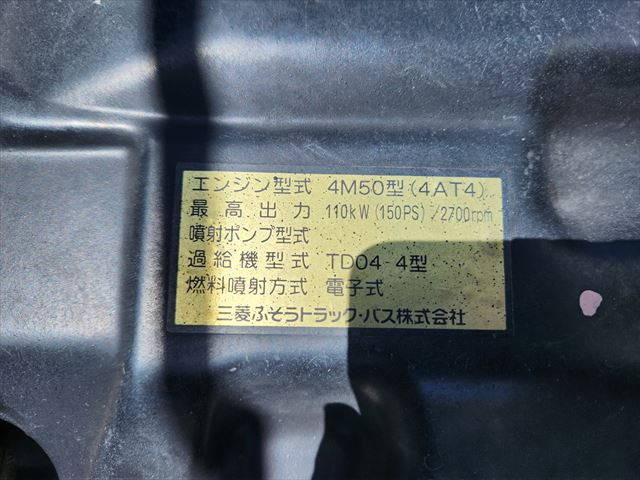 エンジン型式 4M50型(4AT4)
最高出力 110kW(150PS)/2700rpm
噴射ポンプ型式
過給機型式 TD04-4型
燃料噴射方式 電子式
三菱ふそうトラック・バス株式会社